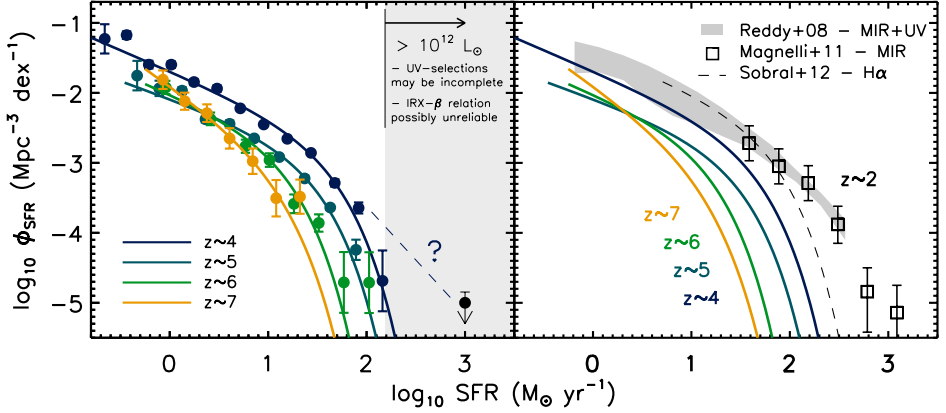 log₁₀ ϕSFR (Mpc⁻³ dex⁻¹)
-1
-2
-3
-4
-5
> 10¹² L☉
– UV-selections
may be incomplete
– IRX-β relation
possibly unreliable
?
z~4
z~5
z~6
z~7
0
1
2
3
Reddy+08 – MIR+UV
Magnelli+11 – MIR
Sobral+12 – Hα
z~2
z~7
z~6
z~5
z~4
0
1
2
3
log₁₀ SFR (M☉ yr⁻¹)